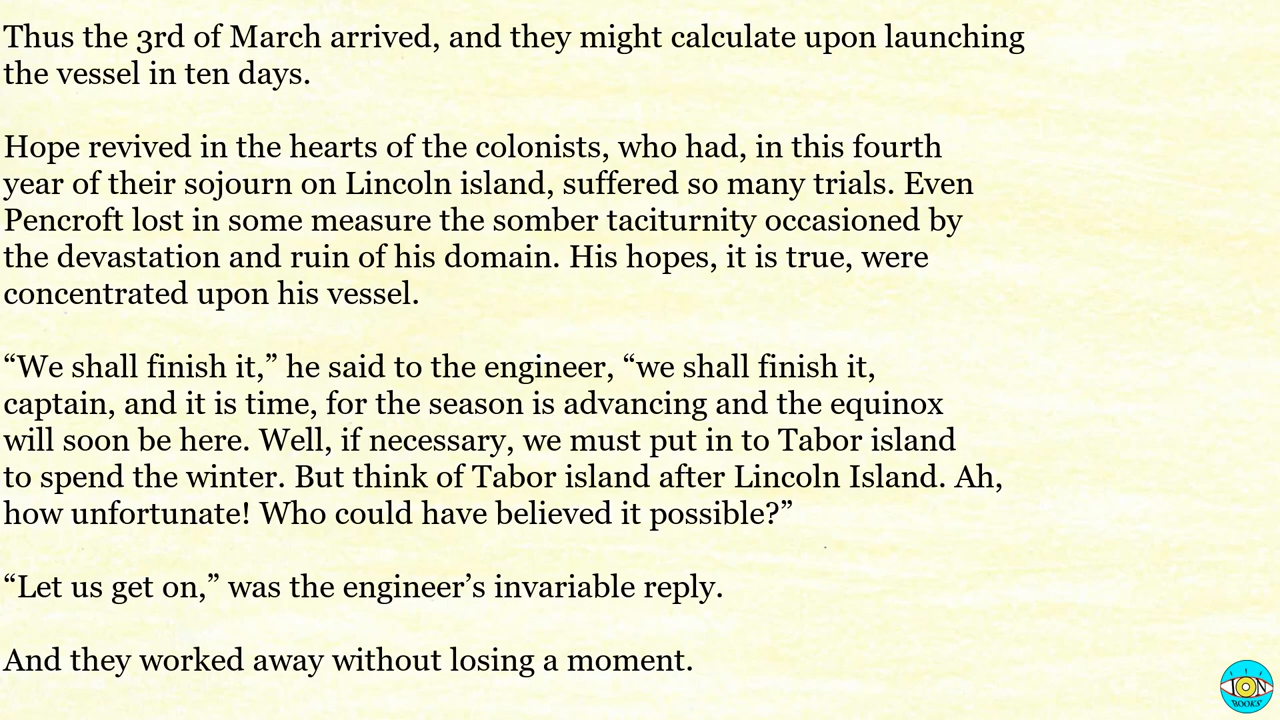 Thus the 3rd of March arrived, and they might calculate upon launching
the vessel in ten days.
Hope revived in the hearts of the colonists, who had, in this fourth
year of their sojourn on Lincoln island, suffered so many trials. Even
Pencroft lost in some measure the somber taciturnity occasioned by
the devastation and ruin of his domain. His hopes, it is true, were
concentrated upon his vessel.
“We shall finish it,” he said to the engineer, “we shall finish it,
captain, and it is time, for the season is advancing and the equinox
will soon be here. Well, if necessary, we must put in to Tabor island
to spend the winter. But think of Tabor island after Lincoln Island. Ah,
how unfortunate! Who could have believed it possible?”
“Let us get on,” was the engineer’s invariable reply.
And they worked away without losing a moment.
ION
BOOKS